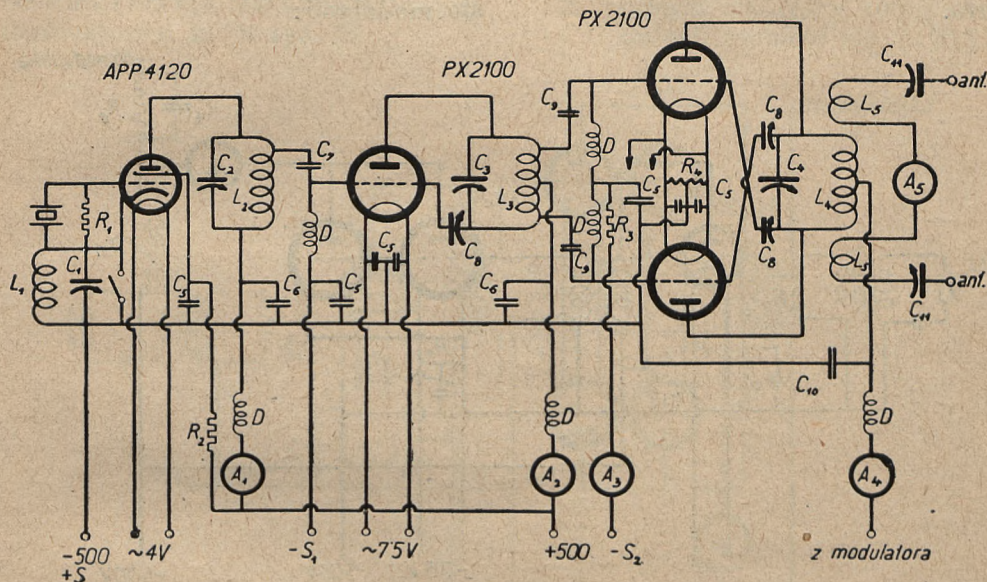 PX 2100
APP 4120
PX2100
C₁₁
ant.
L₅
C₉
C₈
C₇
C₂
L₂
C₃
L₃
D
R₄
C₅
C₅
C₄
L₄
A₅
R₁
D
C₈
D
R₃
C₉
C₈
L₅
L₁
C₁
C₅
C₆
C₅
C₅
C₆
ant.
C₁₁
C₁₀
R₂
D
D
D
A₁
A₂
A₃
A₄
-500
+S
~4V
-S₁
~7'5V
+500
-S₂
z modulatora